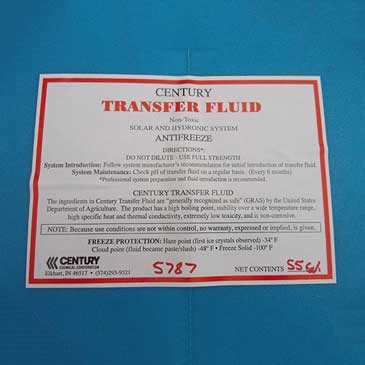 CENTURY
TRANSFER FLUID
Non-Toxic
SOLAR AND HYDRONIC SYSTEM
ANTIFREEZE
DIRECTIONS*:
DO NOT DILUTE - USE FULL STRENGTH
System Introduction: Follow system manufacturer's recommendation for initial introduction of transfer fluid.
System Maintenance: Check pH of transfer fluid on a regular basis. (Every 6 months)
*Professional system preparation and fluid introduction is recommended.
CENTURY TRANSFER FLUID
The ingredients in Century Transfer Fluid are "generally recognized as safe" (GRAS) by the United States
Department of Agriculture. The product has a high boiling point, stability over a wide temperature range,
high specific heat and thermal conductivity, extremely low toxicity, and is non-corrosive.
NOTE: Because use conditions are not within control, no warranty, expressed or implied, is given.
FREEZE PROTECTION: Haze point (first ice crystals observed) -34° F
Cloud point (fluid became paste/slush) -48° F • Freeze Solid -100° F
CENTURY
CHEMICAL CORPORATION
Elkhart, IN 46517 • (574)293-9521
5787
NET CONTENTS 55 Gal.